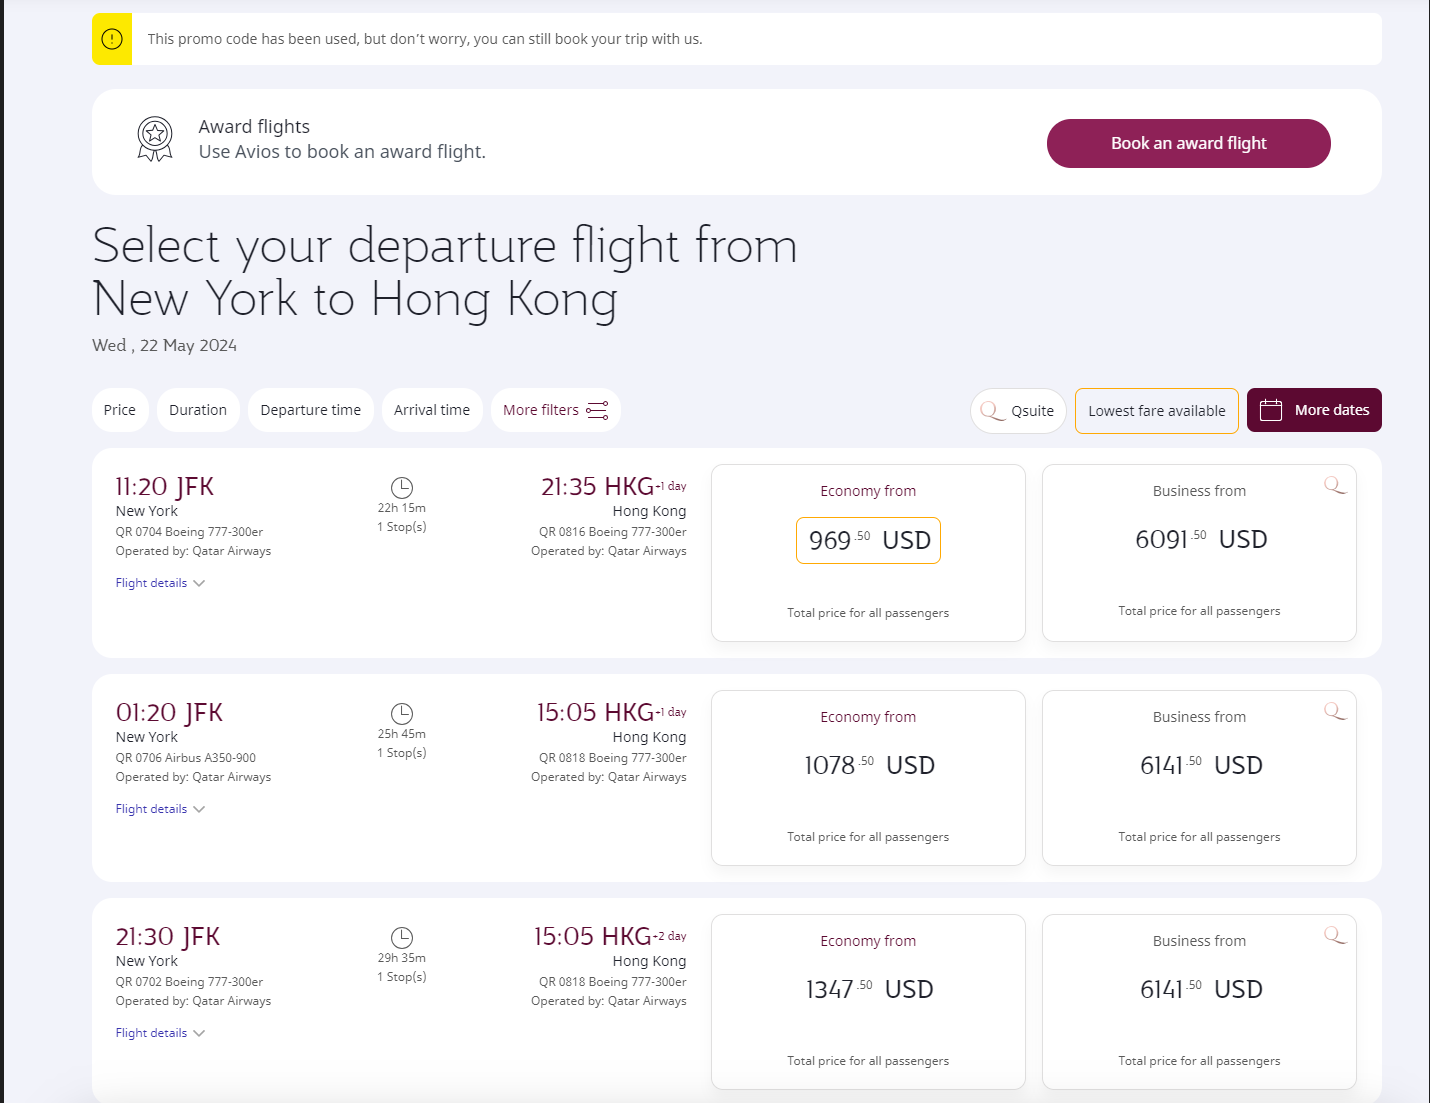 This promo code has been used, but don't worry, you can still book your trip with us.
Award flights
Use Avios to book an award flight.
Book an award flight
Select your departure flight from
New York to Hong Kong
Wed , 22 May 2024
Price
Duration
Departure time
Arrival time
More filters
Qsuite
Lowest fare available
More dates
11:20 JFK
New York
QR 0704 Boeing 777-300er
Operated by: Qatar Airways
Flight details
22h 15m
1 Stop(s)
21:35 HKG+1 day
Hong Kong
QR 0816 Boeing 777-300er
Operated by: Qatar Airways
Economy from
969.50 USD
Total price for all passengers
Business from
6091.50 USD
Total price for all passengers
01:20 JFK
New York
QR 0706 Airbus A350-900
Operated by: Qatar Airways
Flight details
25h 45m
1 Stop(s)
15:05 HKG+1 day
Hong Kong
QR 0818 Boeing 777-300er
Operated by: Qatar Airways
Economy from
1078.50 USD
Total price for all passengers
Business from
6141.50 USD
Total price for all passengers
21:30 JFK
New York
QR 0702 Boeing 777-300er
Operated by: Qatar Airways
Flight details
29h 35m
1 Stop(s)
15:05 HKG+2 day
Hong Kong
QR 0818 Boeing 777-300er
Operated by: Qatar Airways
Economy from
1347.50 USD
Total price for all passengers
Business from
6141.50 USD
Total price for all passengers